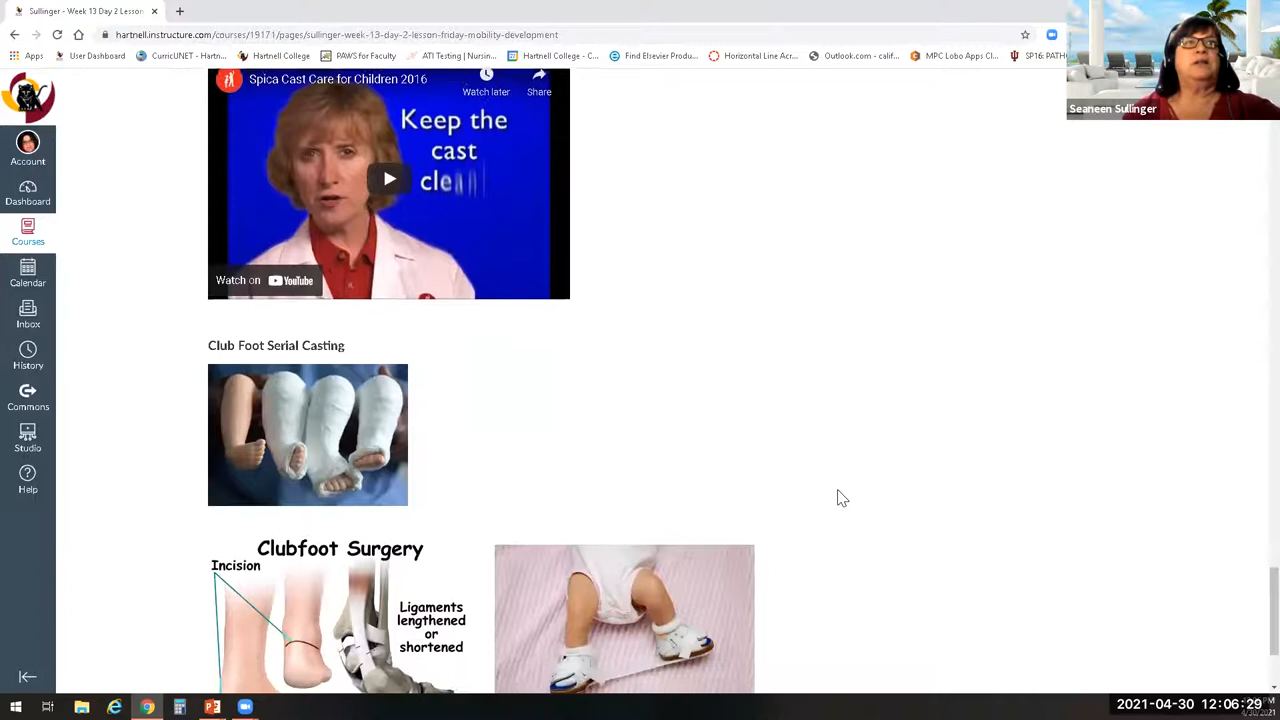 Sullinger - Week 13 Day 2 Lesson
hartnell.instructure.com/courses/19171/pages/sullinger-week-13-day-2-lesson-friday-mobility-development
Apps
User Dashboard
CurricUNET - Hartn...
Hartnell College
PAWS for Faculty
ATI Testing | Nursin...
Hartnell College - C...
Find Elsevier Produ...
Horizontal Line Acr...
Outlook.com - calif...
MPC Lobo Apps Cl...
SP16: PATH
Seaneen Sullinger
Account
Dashboard
Courses
Calendar
Inbox
History
Commons
Studio
Help
Spica Cast Care for Children 2016
Watch later
Share
Keep the
cast
clean
Watch on YouTube
Club Foot Serial Casting
Clubfoot Surgery
Incision
Ligaments
lengthened
or
shortened
2021-04-30 12:06:29